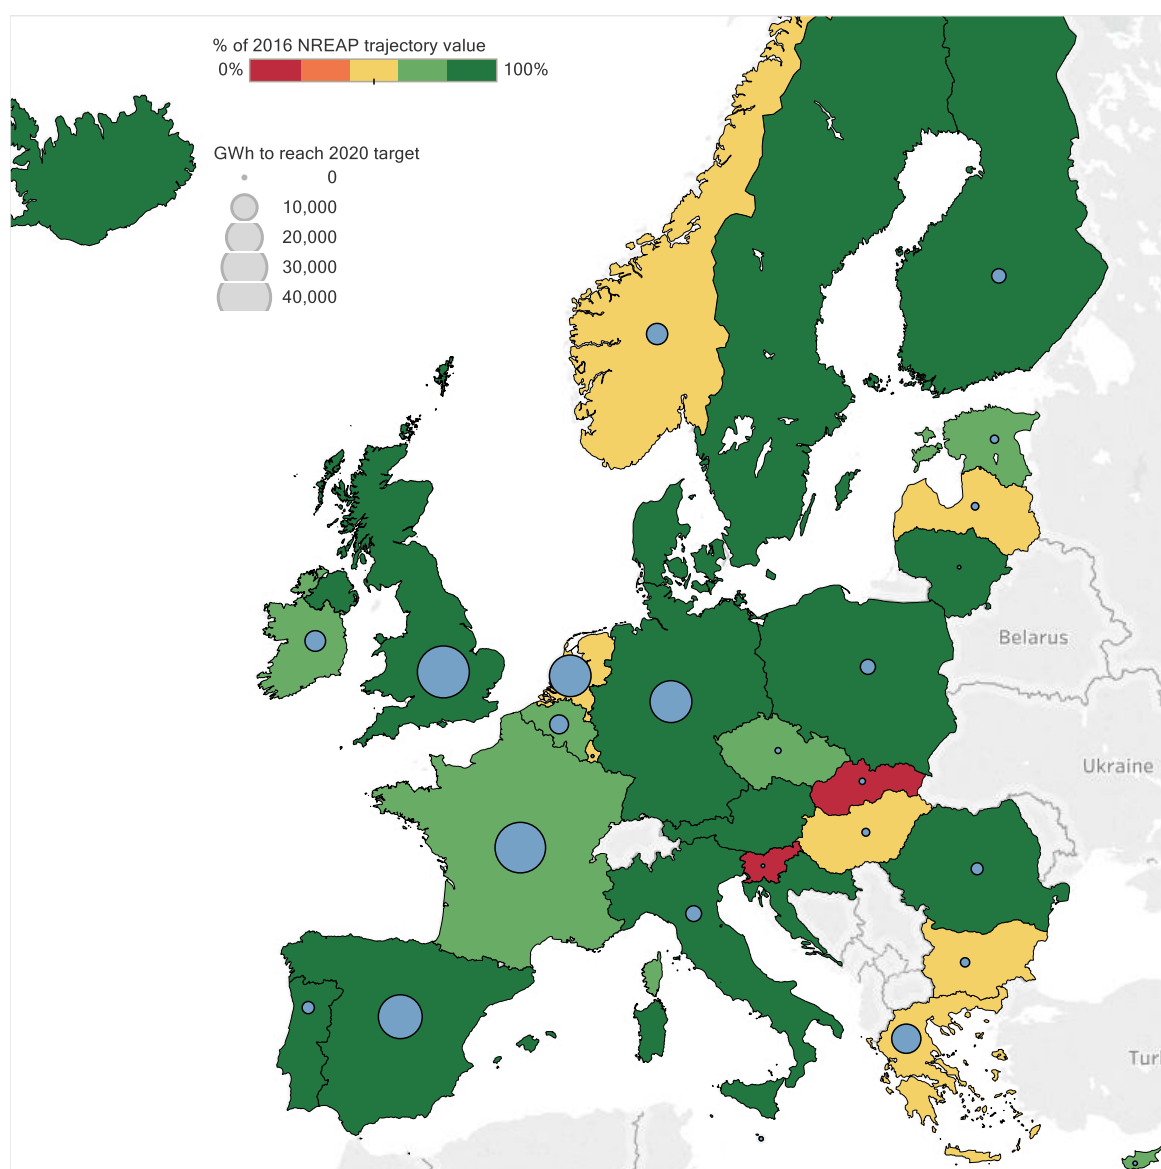 % of 2016 NREAP trajectory value
0% 100%
GWh to reach 2020 target
0
10,000
20,000
30,000
40,000
Belarus
Ukraine
Tur